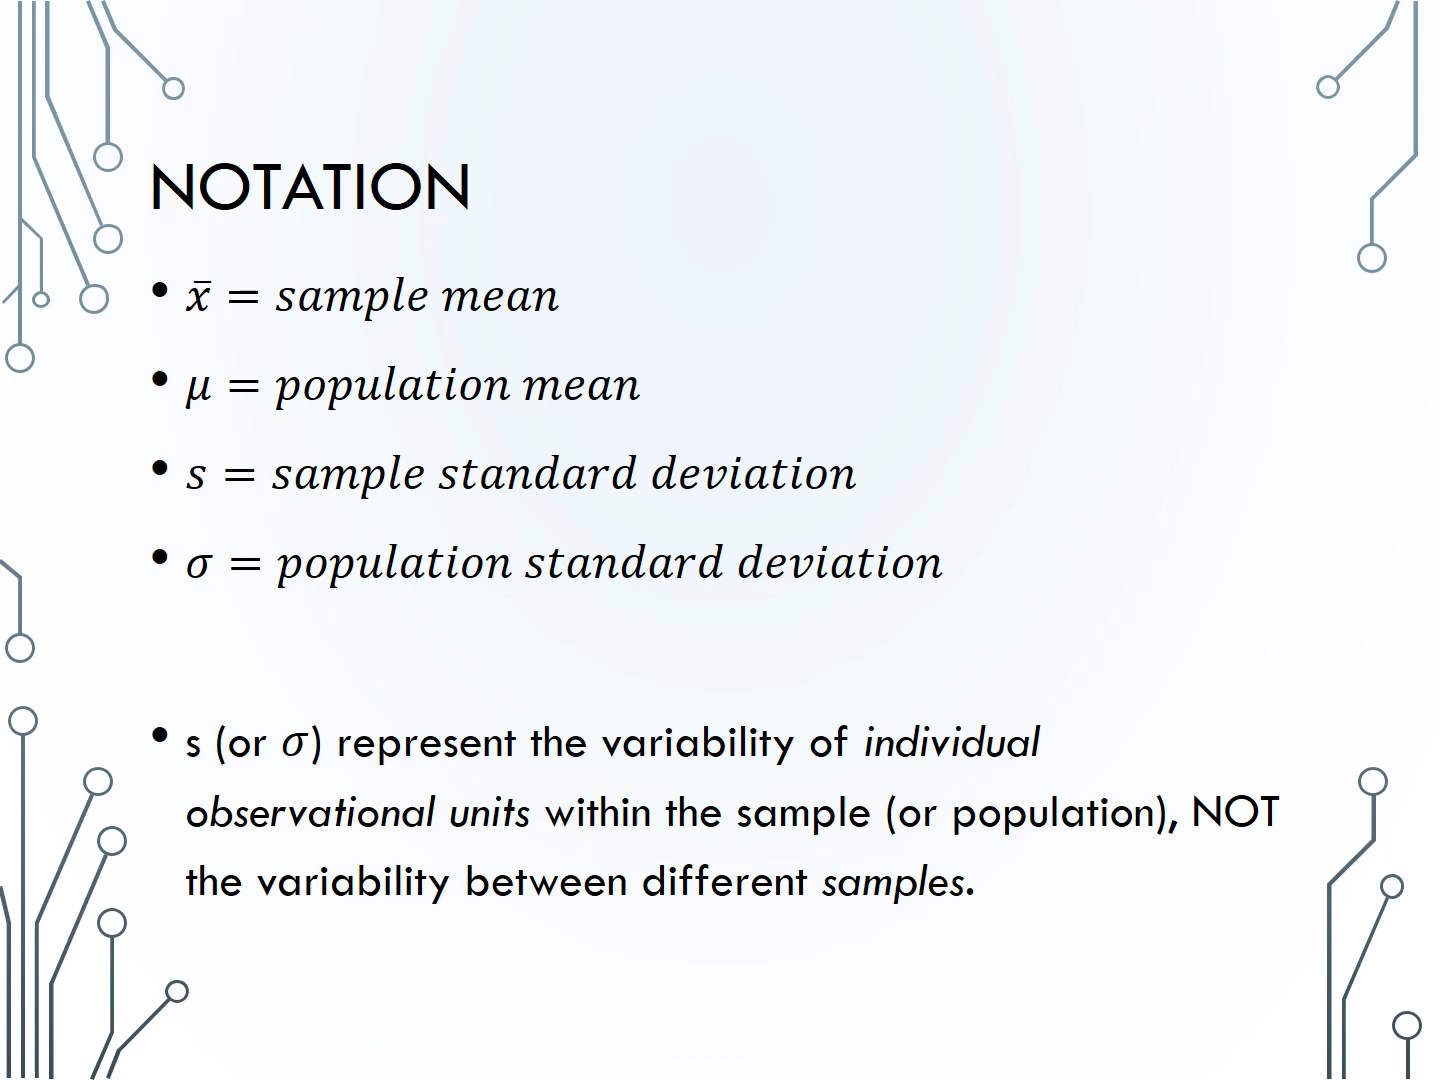 NOTATION
• x̄ = sample mean
• μ = population mean
• s = sample standard deviation
• σ = population standard deviation
• s (or σ) represent the variability of individual
observational units within the sample (or population), NOT
the variability between different samples.